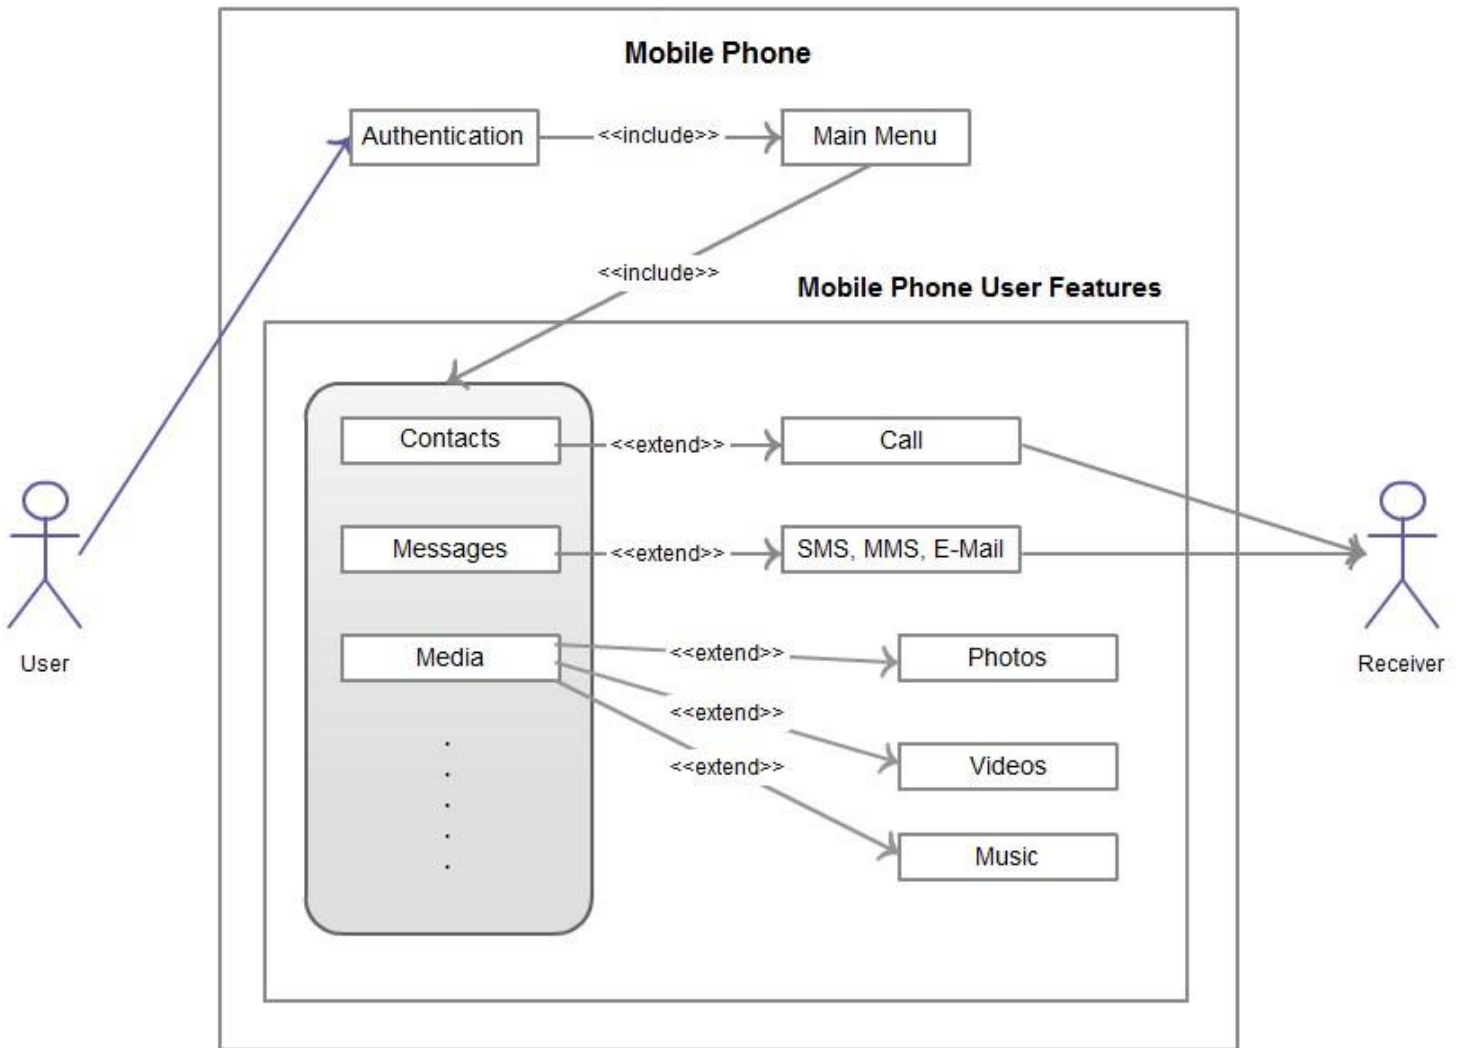 Mobile Phone
Authentication
<<include>>
Main Menu
<<include>>
Mobile Phone User Features
Contacts
<<extend>>
Call
Messages
<<extend>>
SMS, MMS, E-Mail
Media
<<extend>>
Photos
<<extend>>
Videos
<<extend>>
Music
User
Receiver